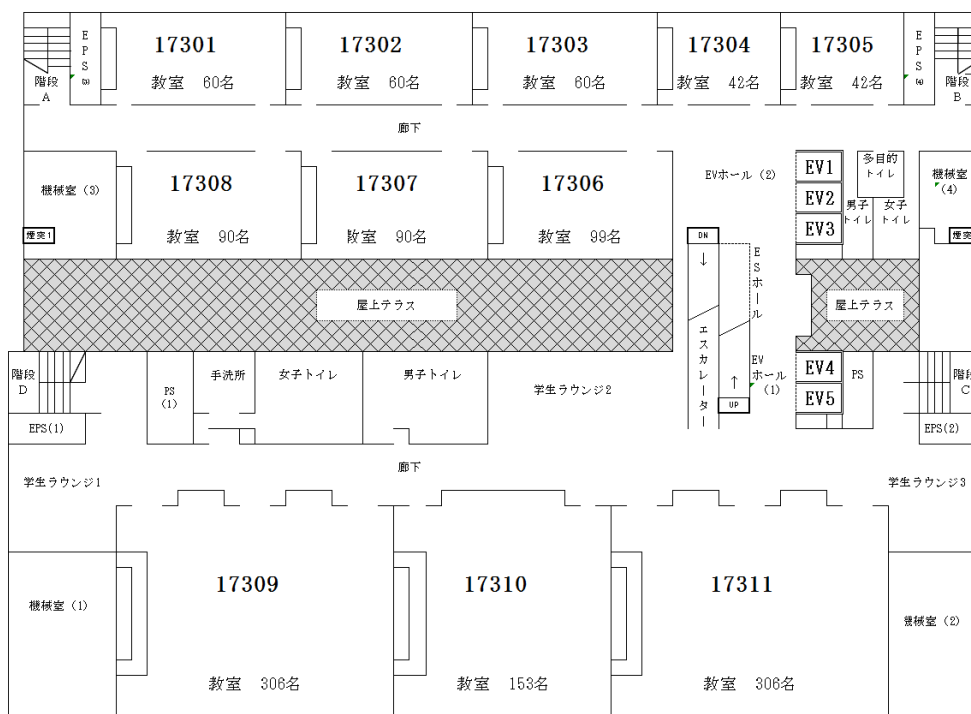 EPS
17301
17302
17303
17304
17305
EPS
階段
A
教室 60名
教室 60名
教室 60名
教室 42名
教室 42名
階段
B
廊下
機械室(3)
17308
17307
17306
EVホール(2)
EV1
EV2
EV3
多目的
トイレ
男子
トイレ
女子
トイレ
機械室
(4)
煙突1
教室 90名
教室 90名
教室 99名
DN
↓
ESホール
煙突
屋上テラス
エスカレーター
屋上テラス
階段
D
PS
(1)
手洗所
女子トイレ
男子トイレ
学生ラウンジ2
EV
ホール
(1)
↑
UP
EV4
EV5
PS
階段
C
EPS(1)
EPS(2)
廊下
学生ラウンジ1
学生ラウンジ3
17309
17310
17311
機械室(1)
機械室(2)
教室 306名
教室 153名
教室 306名